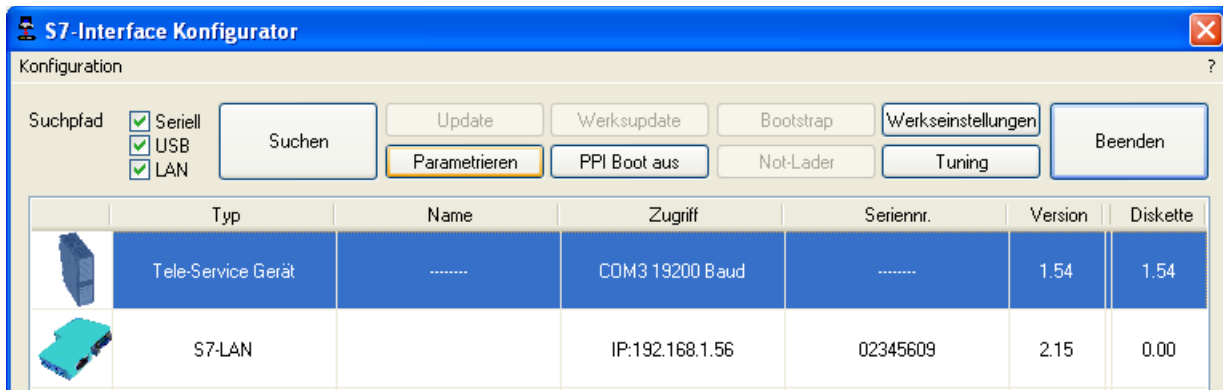 S7-Interface Konfigurator
Konfiguration ?
Suchpfad
Seriell
USB
LAN
Suchen
Update Werksupdate Bootstrap Werkseinstellungen
Parametrieren PPI Boot aus Not-Lader Tuning
Beenden
Typ Name Zugriff Seriennr. Version Diskette
Tele-Service Gerät -------- COM3 19200 Baud -------- 1.54 1.54
S7-LAN IP:192.168.1.56 02345609 2.15 0.00